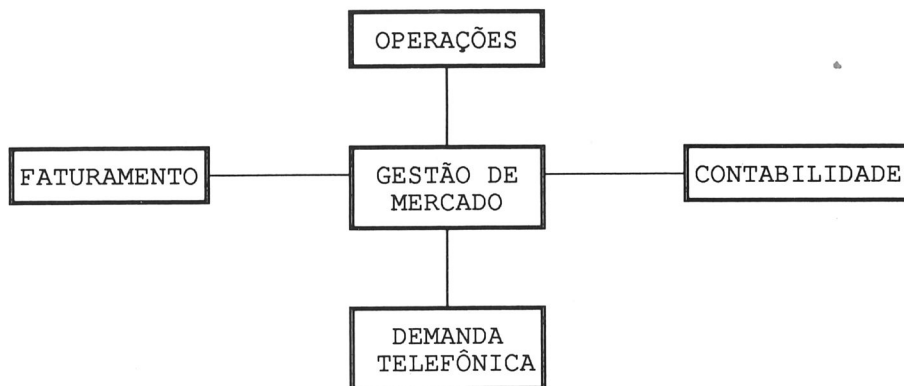 OPERAÇÕES
FATURAMENTO
GESTÃO DE
MERCADO
CONTABILIDADE
DEMANDA
TELEFÔNICA